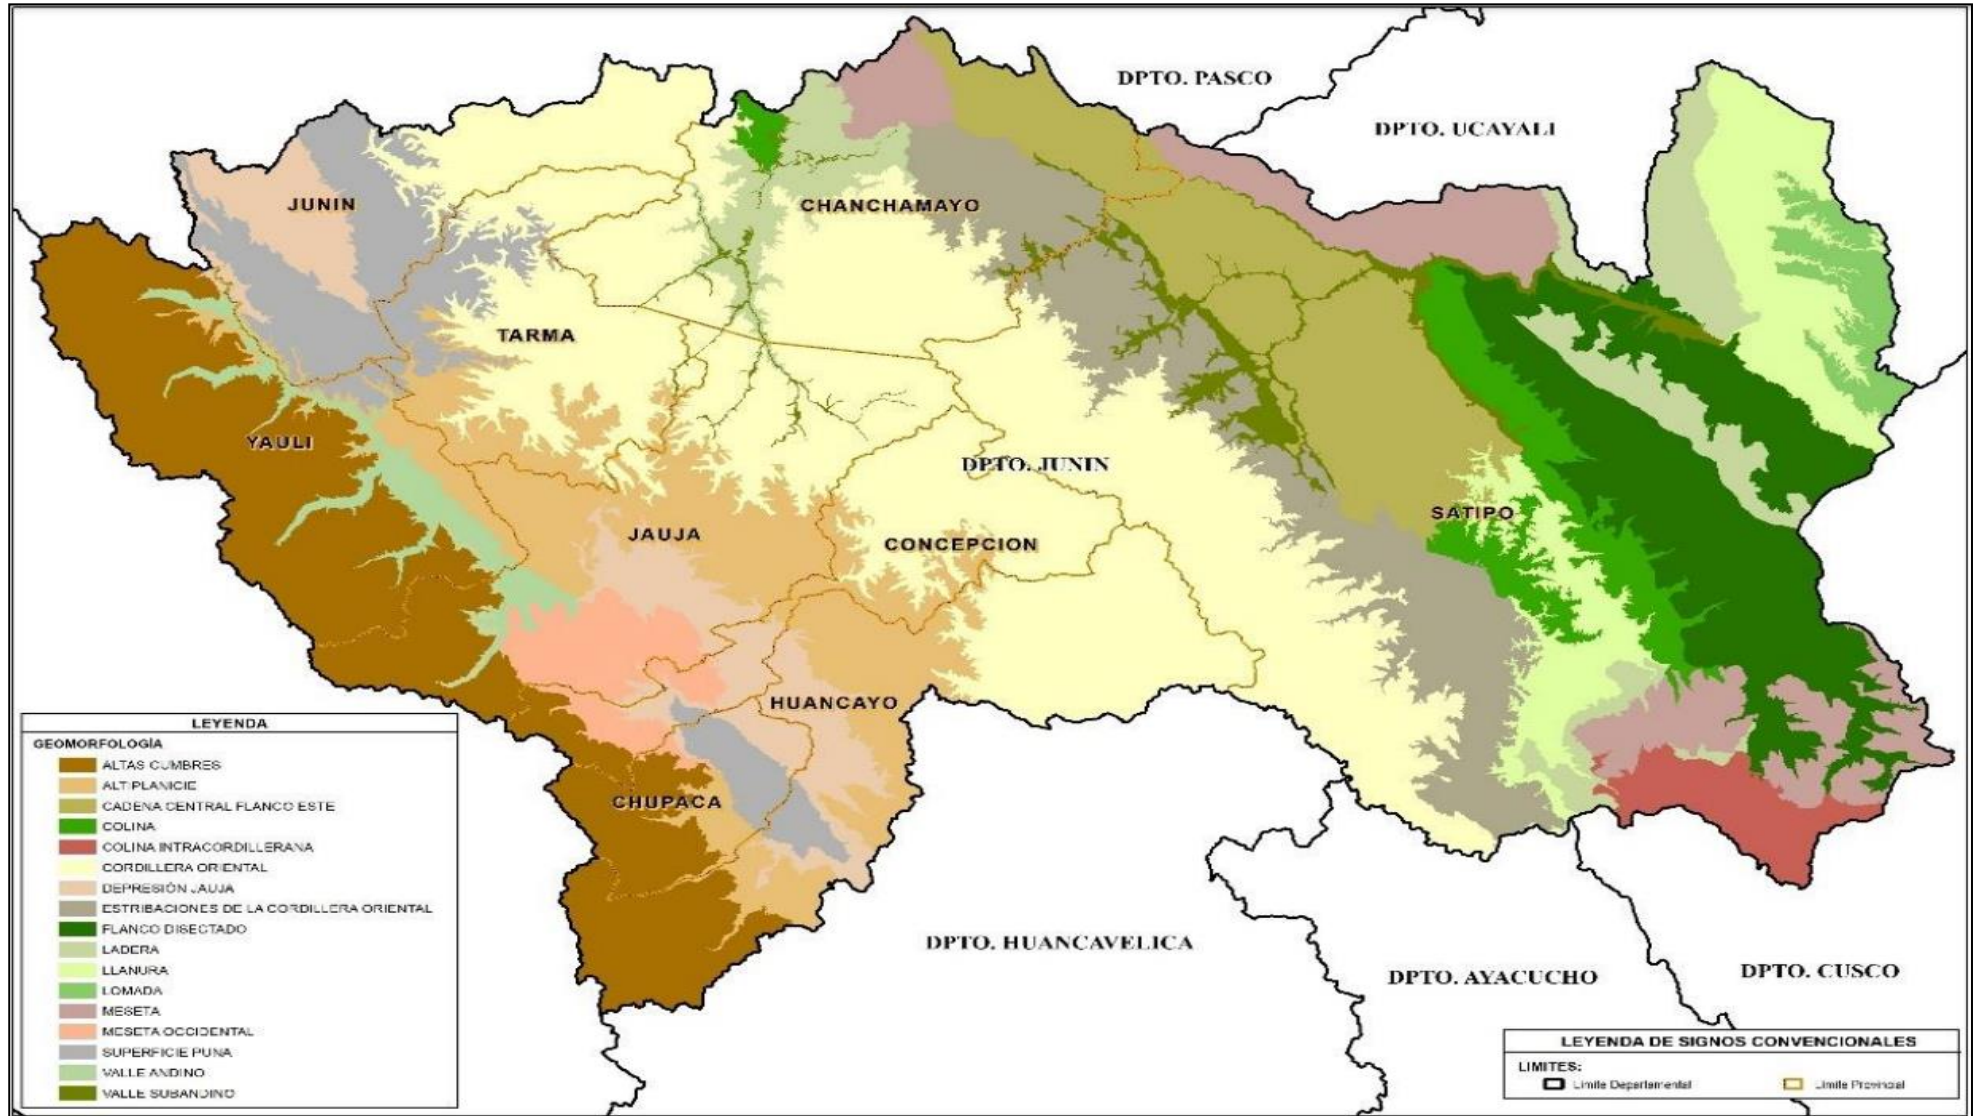 DPTO. PASCO
DPTO. UCAYALI
JUNIN
CHANCHAMAYO
TARMA
YAULI
DPTO. JUNIN
SATIPO
JAUJA
CONCEPCION
HUANCAYO
CHUPACA
DPTO. HUANCAVELICA
DPTO. AYACUCHO
DPTO. CUSCO
LEYENDA
GEOMORFOLOGÍA
ALTAS CUMBRES
ALTIPLANICIE
CADENA CENTRAL FLANCO ESTE
COLINA
COLINA INTRACORDILLERANA
CORDILLERA ORIENTAL
DEPRESIÓN JAUJA
ESTRIBACIONES DE LA CORDILLERA ORIENTAL
FLANCO DISECTADO
LADERA
LLANURA
LOMADA
MESETA
MESETA OCCIDENTAL
SUPERFICIE PUNA
VALLE ANDINO
VALLE SUBANDINO
LEYENDA DE SIGNOS CONVENCIONALES
LIMITES:
Limite Departamental
Limite Provincial